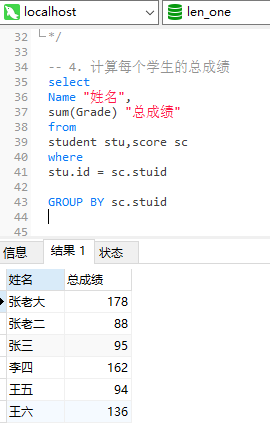 localhost len_one
32 */
33
34 -- 4. 计算每个学生的总成绩
35 select
36 Name "姓名",
37 sum(Grade) "总成绩"
38 from
39 student stu,score sc
40 where
41 stu.id = sc.stuid
42
43 GROUP BY sc.stuid
44
45
信息 结果 1 状态
姓名 总成绩
张老大 178
张老二 88
张三 95
李四 162
王五 94
王六 136